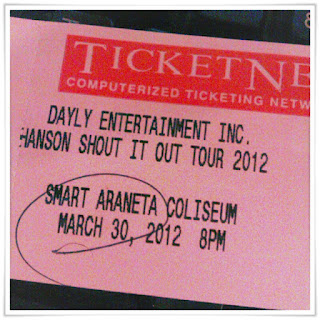 TICKETNE
COMPUTERIZED TICKETING NETW
DAYLY ENTERTAINMENT INC.
HANSON SHOUT IT OUT TOUR 2012
SMART ARANETA COLISEUM
MARCH 30, 2012 8PM